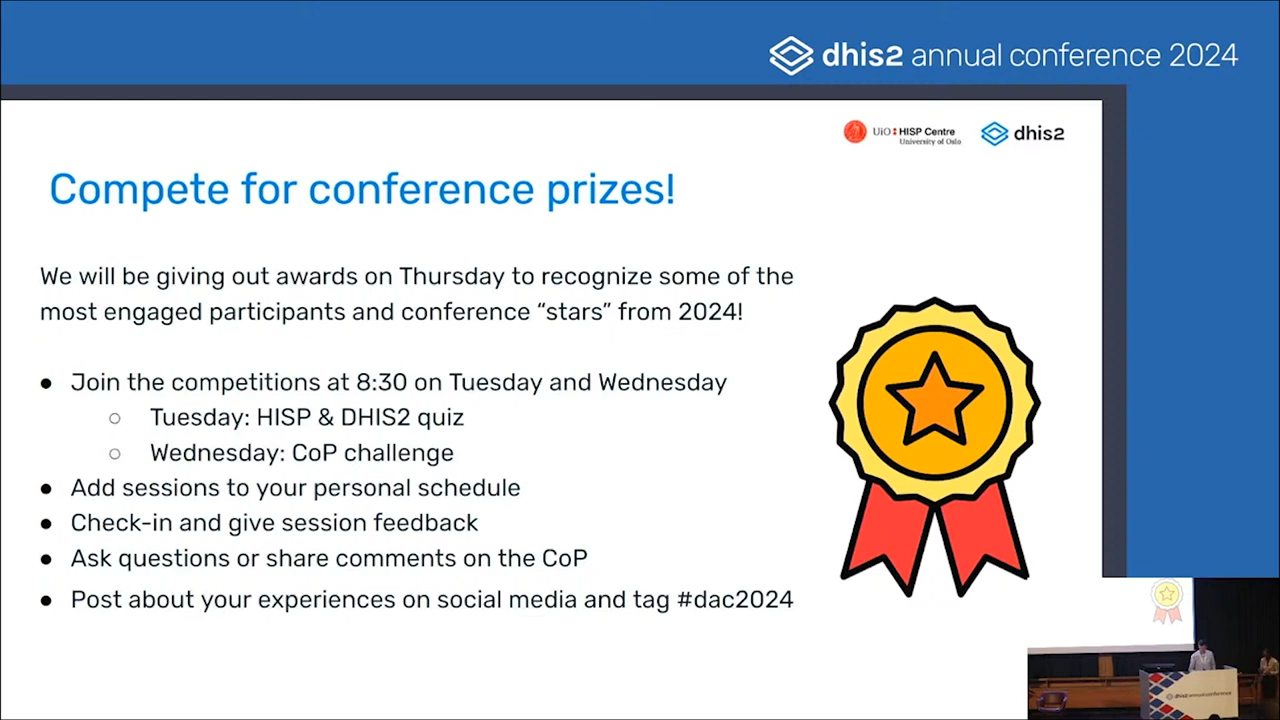 dhis2 annual conference 2024
UiO HISP Centre
University of Oslo
dhis2
Compete for conference prizes!
We will be giving out awards on Thursday to recognize some of the
most engaged participants and conference “stars” from 2024!
● Join the competitions at 8:30 on Tuesday and Wednesday
○ Tuesday: HISP & DHIS2 quiz
○ Wednesday: CoP challenge
● Add sessions to your personal schedule
● Check-in and give session feedback
● Ask questions or share comments on the CoP
● Post about your experiences on social media and tag #dac2024
dhis2 annual conference